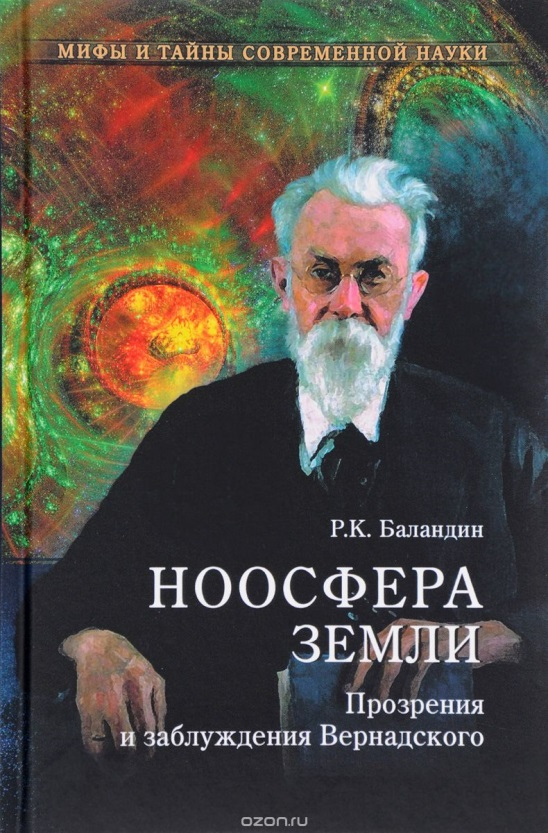 МИФЫ И ТАЙНЫ СОВРЕМЕННОЙ НАУКИ
Р.К. Баландин
НООСФЕРА
ЗЕМЛИ
Прозрения
и заблуждения Вернадского
ozon.ru